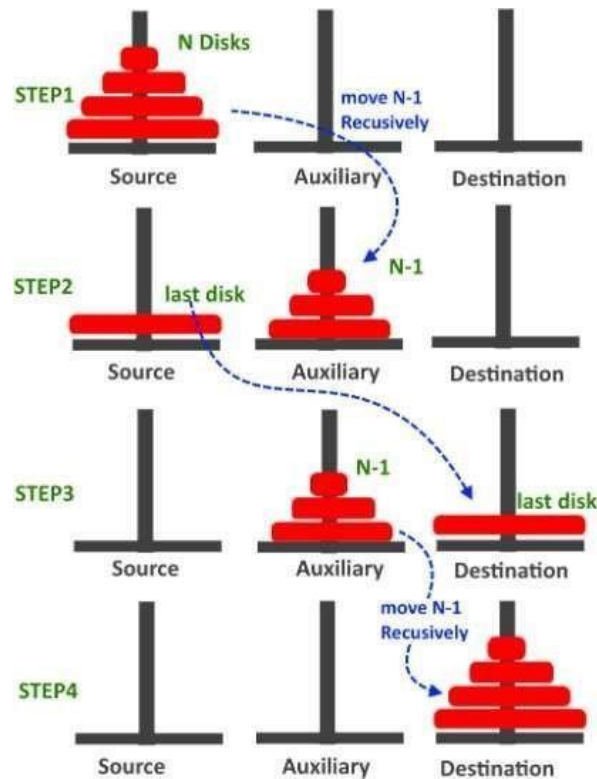 N Disks
STEP1
move N-1
Recusively
Source
Auxiliary
Destination
STEP2
last disk
N-1
Source
Auxiliary
Destination
STEP3
N-1
last disk
Source
Auxiliary
Destination
move N-1
Recusively
STEP4
Source
Auxiliary
Destination